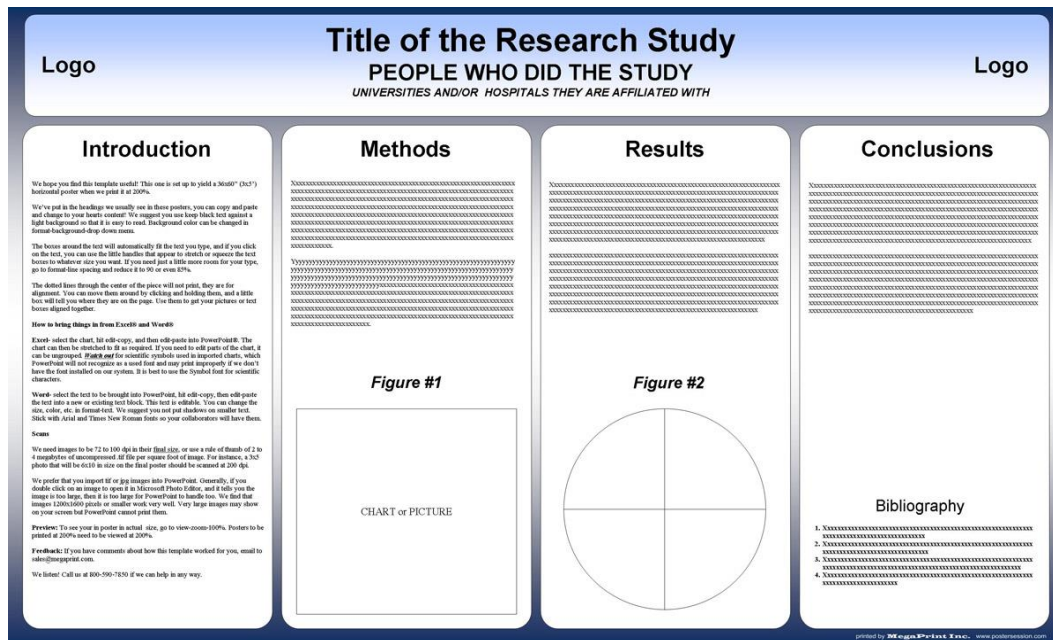 Title of the Research Study
Logo
PEOPLE WHO DID THE STUDY
Logo
UNIVERSITIES AND/OR HOSPITALS THEY ARE AFFILIATED WITH
Introduction
We hope you find this template useful! This one is set up to yield a 36x60" (3x5')
horizontal poster when we print it at 200%.
We've put in the headings we usually see in these posters, you can copy and paste
and change to your hearts content! We suggest you use keep black text against a
light background so that it is easy to read. Background color can be changed in
format-background-drop down menu.
The boxes around the text will automatically fit the text you type, and if you click
on the text, you can use the little handles that appear to stretch or squeeze the text
boxes to whatever size you want. If you need just a little more room for your type,
go to format-line spacing and reduce it to 90 or even 85%.
The dotted lines through the center of the piece will not print, they are for
alignment. You can move them around by clicking and holding them, and a little
box will tell you where they are on the page. Use them to get your pictures or text
boxes aligned together.
How to bring things in from Excel® and Word®
Excel- select the chart, hit edit-copy, and then edit-paste into PowerPoint®. The
chart can then be stretched to fit as required. If you need to edit parts of the chart, it
can be ungrouped. Watch out for scientific symbols used in imported charts, which
PowerPoint will not recognize as a used font and may print improperly if we don't
have the font installed on our system. It is best to use the Symbol font for scientific
characters.
Word- select the text to be brought into PowerPoint, hit edit-copy, then edit-paste
the text into a new or existing text block. This text is editable. You can change the
size, color, etc. in format-text. We suggest you not put shadows on smaller text.
Stick with Arial and Times New Roman fonts so your collaborators will have them.
Scans
We need images to be 72 to 100 dpi in their final size, or use a rule of thumb of 2 to
4 megabytes of uncompressed .tif file per square foot of image. For instance, a 3x5
photo that will be 6x10 in size on the final poster should be scanned at 200 dpi.
We prefer that you import tif or jpg images into PowerPoint. Generally, if you
double click on an image to open it in Microsoft Photo Editor, and it tells you the
image is too large, then it is too large for PowerPoint to handle too. We find that
images 1200x1600 pixels or smaller work very well. Very large images may show
on your screen but PowerPoint cannot print them.
Preview: To see your in poster in actual size, go to view-zoom-100%. Posters to be
printed at 200% need to be viewed at 200%.
Feedback: If you have comments about how this template worked for you, email to
sales@megaprint.com.
We listen! Call us at 800-590-7850 if we can help in any way.
Methods
Figure #1
CHART or PICTURE
Results
Figure #2
Conclusions
Bibliography
1.
2.
3.
4.
printed by MegaPrint Inc. www.postersession.com